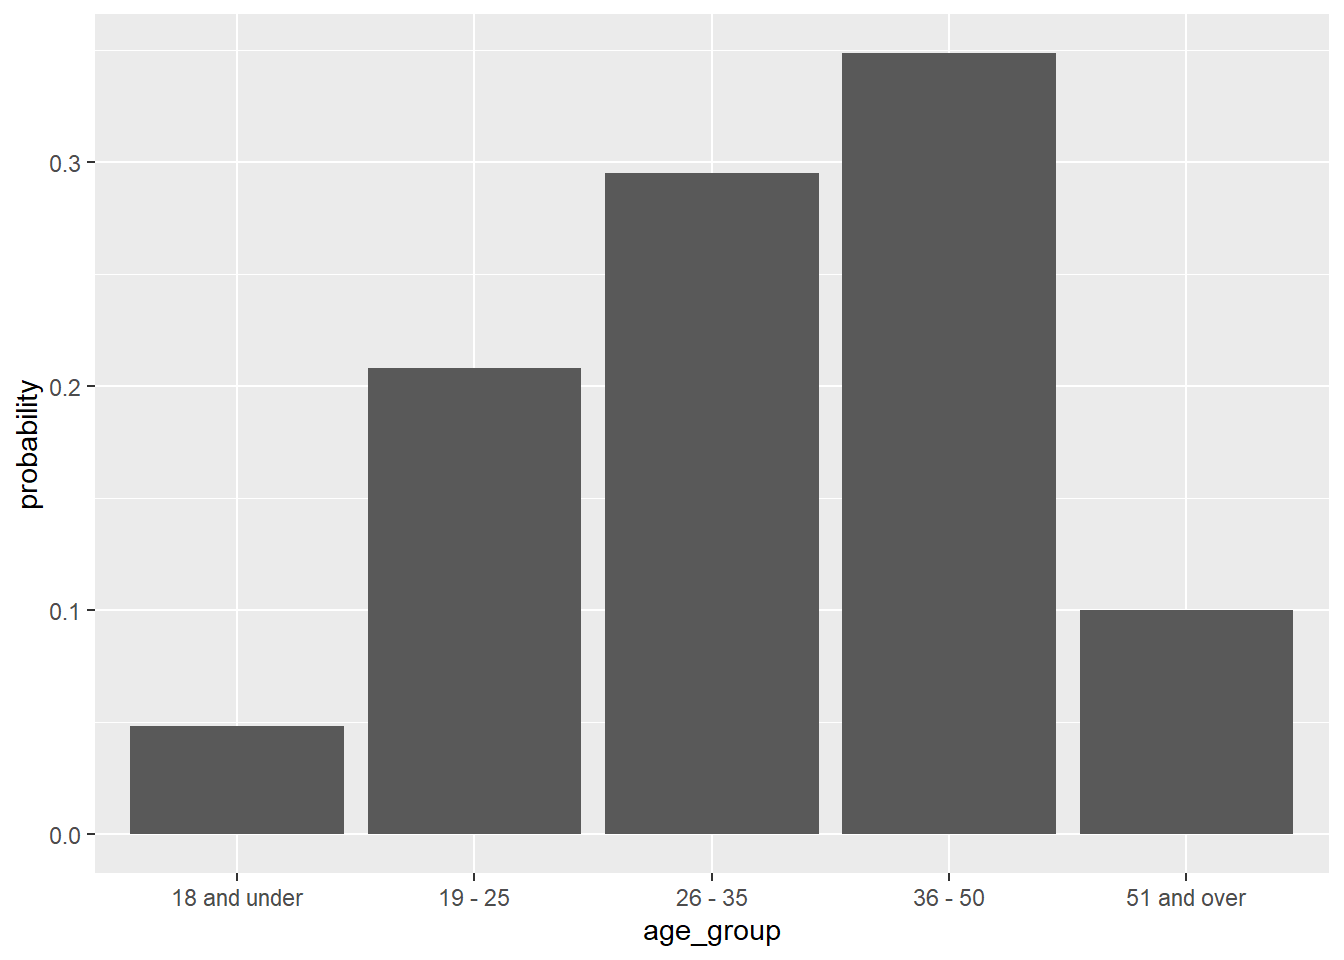 probability
0.3
0.2
0.1
0.0
18 and under
19 - 25
26 - 35
36 - 50
51 and over
age_group